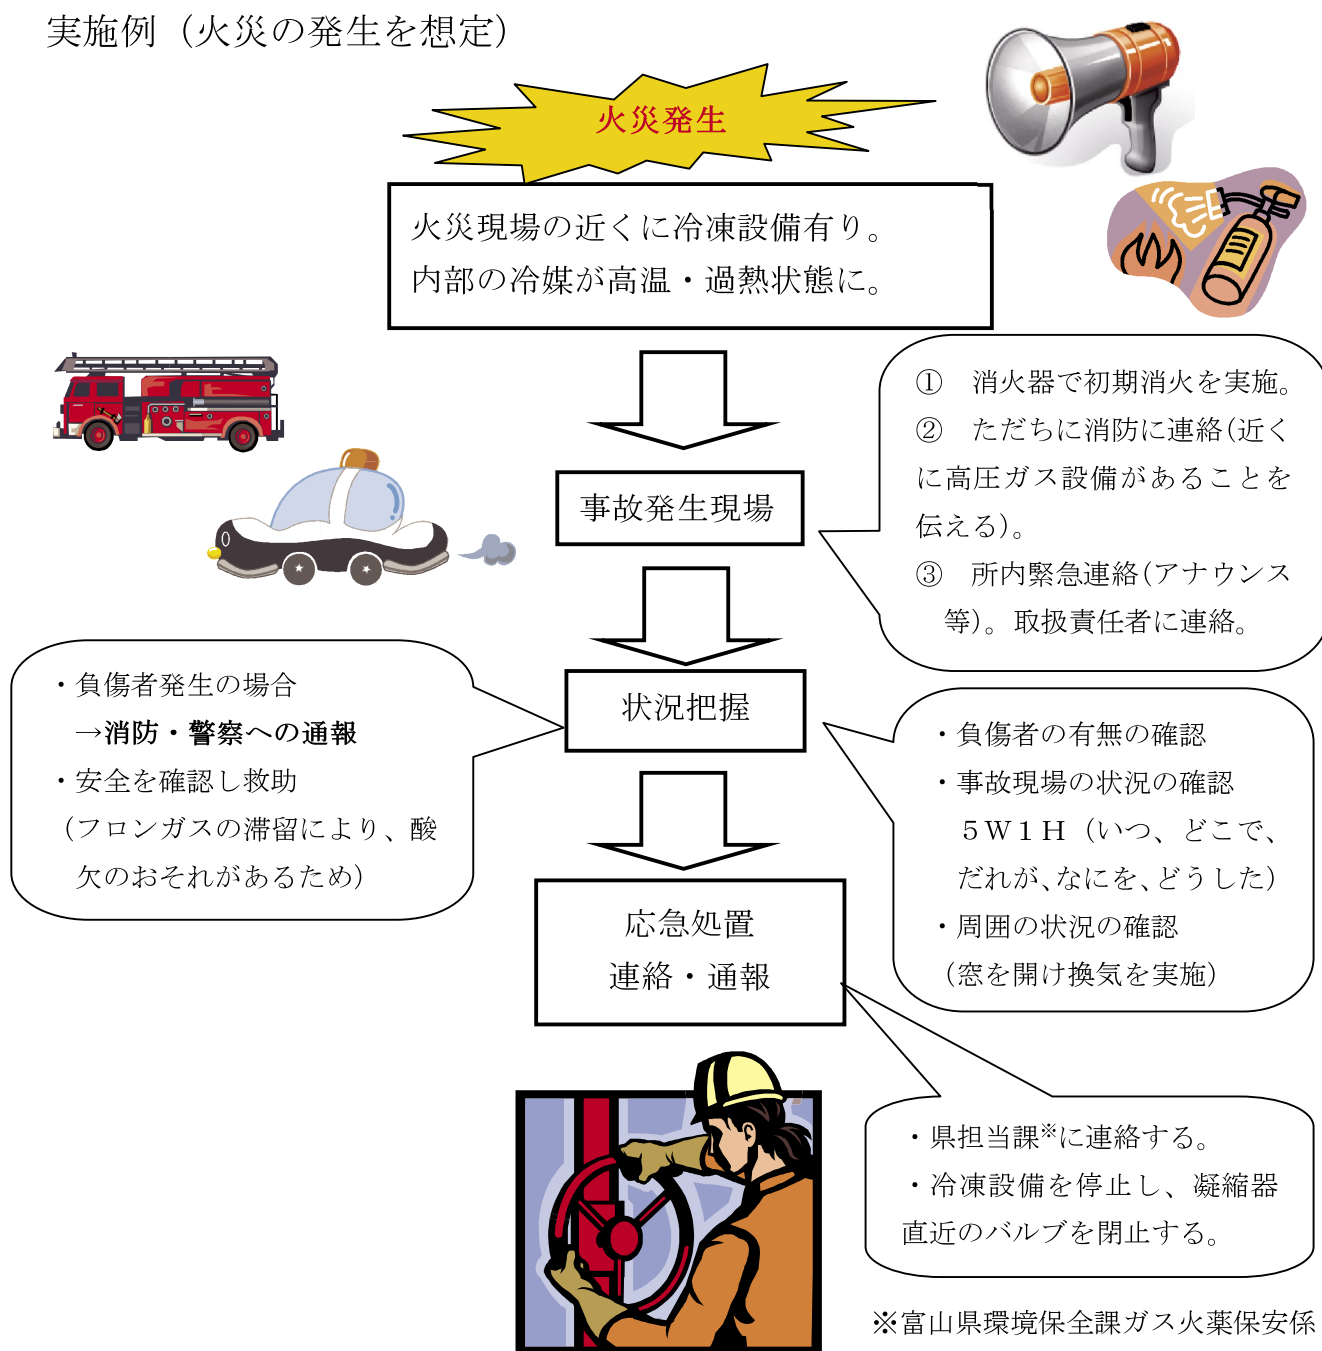 実施例（火災の発生を想定）
火災発生
火災現場の近くに冷凍設備有り。
内部の冷媒が高温・過熱状態に。
① 消火器で初期消火を実施。
② ただちに消防に連絡（近く
に高圧ガス設備があることを
伝える）。
③ 所内緊急連絡（アナウンス
等）。取扱責任者に連絡。
事故発生現場
状況把握
・負傷者発生の場合
→消防・警察への通報
・安全を確認し救助
（フロンガスの滞留により、酸
欠のおそれがあるため）
・負傷者の有無の確認
・事故現場の状況の確認
５Ｗ１Ｈ（いつ、どこで、
だれが、なにを、どうした）
・周囲の状況の確認
（窓を開け換気を実施）
応急処置
連絡・通報
・県担当課※に連絡する。
・冷凍設備を停止し、凝縮器
直近のバルブを閉止する。
※富山県環境保全課ガス火薬保安係